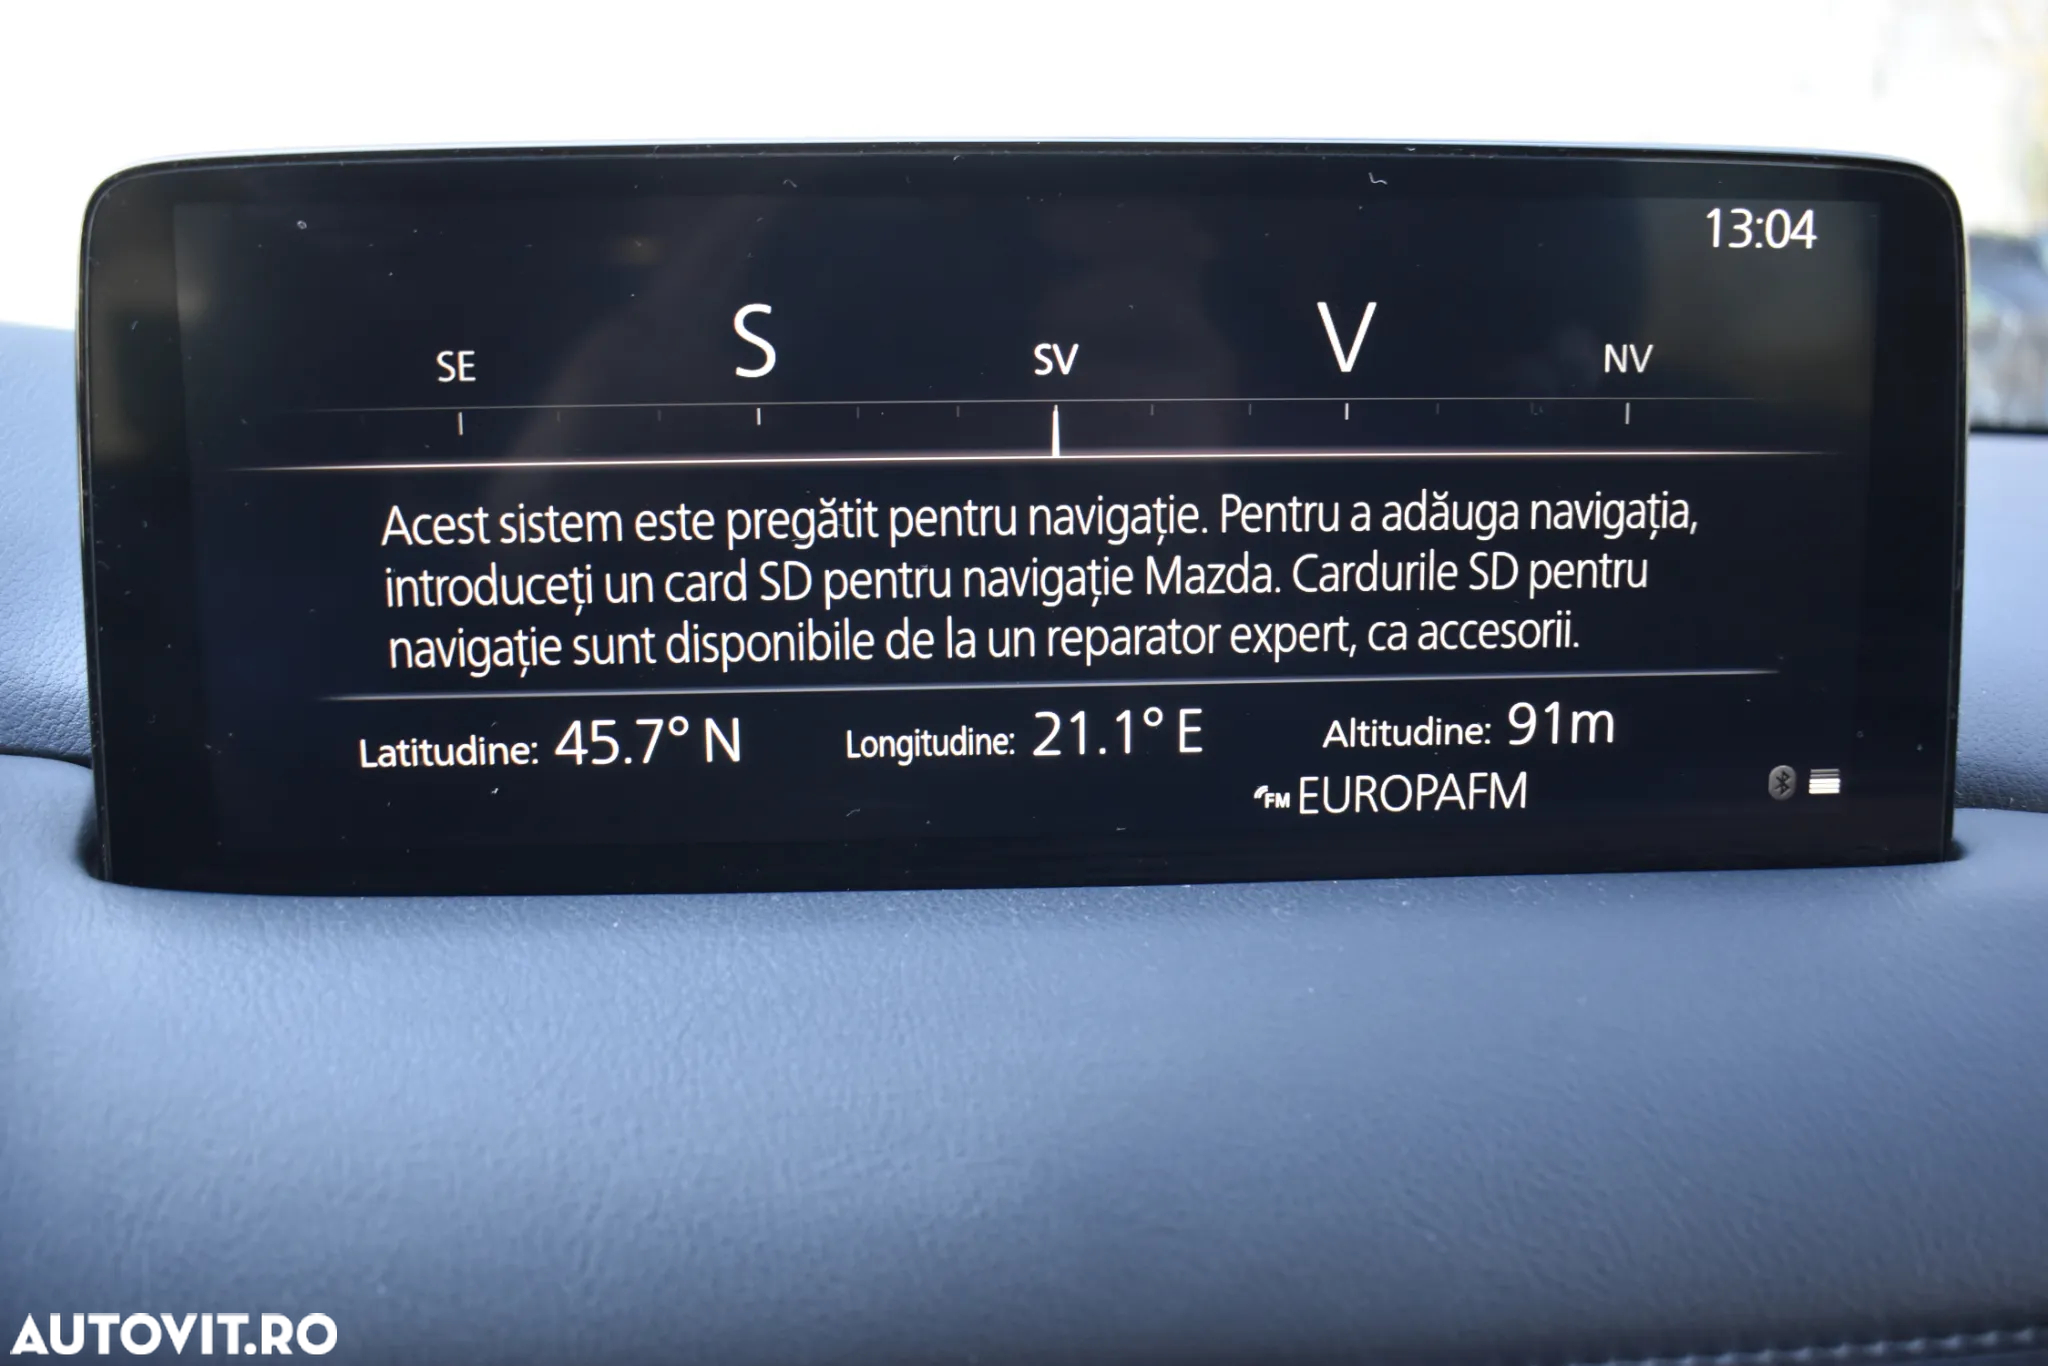 13:04
SE S SV V NV
Acest sistem este pregătit pentru navigație. Pentru a adăuga navigația,
introduceți un card SD pentru navigație Mazda. Cardurile SD pentru
navigație sunt disponibile de la un reparator expert, ca accesorii.
Latitudine: 45.7° N Longitudine: 21.1° E Altitudine: 91m
FM EUROPAFM
AUTOVIT.RO